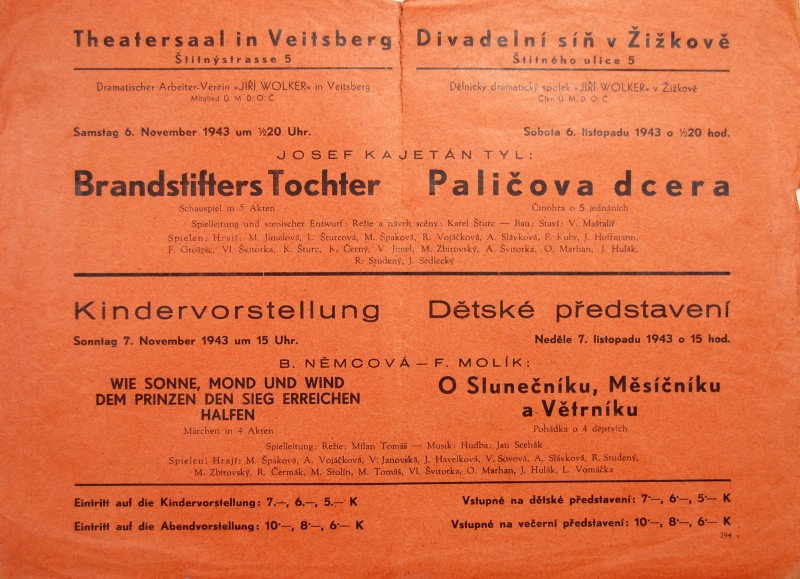 Theatersaal in Veitsberg
Štítnýstrasse 5
Dramatischer Arbeiter-Verein «JIŘÍ WOLKER» in Veitsberg
Mitglied Ú. M. D. O. Č.
Samstag 6. November 1943 um ½20 Uhr.
Divadelní síň v Žižkově
Štítného ulice 5
Dělnický dramatický spolek «JIŘÍ WOLKER» v Žižkově
Člen Ú. M. D. O. Č.
Sobota 6. listopadu 1943 o ½20 hod.
JOSEF KAJETÁN TYL:
Brandstifters Tochter
Schauspiel in 5 Akten
Paličova dcera
Činohra o 5 jednáních
Spielleitung und szenischer Entwurf: Režie a návrh scény: Karel Šturc — Bau: Staví: V. Maštalíř
Spielen: Hrají: M. Jimelová, L. Šturcová, M. Špaková, R. Vojáčková, A. Slávková, F. Kubr, J. Hoffmann,
F. Grošpic, Vl. Švitorka, K. Šturc, K. Černý, V. Jimel, M. Zbirovský, A. Švitorka, O. Marhan, J. Hulák,
R. Studený, J. Sedlecký
Kindervorstellung
Sonntag 7. November 1943 um 15 Uhr.
Dětské představení
Neděle 7. listopadu 1943 o 15 hod.
B. NĚMCOVÁ — F. MOLÍK:
WIE SONNE, MOND UND WIND
DEM PRINZEN DEN SIEG ERREICHEN
HALFEN
Märchen in 4 Akten
O Slunečníku, Měsíčníku
a Větrníku
Pohádka o 4 dějstvích
Spielleitung: Režie: Milan Tomáš — Musik: Hudba: Jan Seehák
Spielen: Hrají: M. Špaková, A. Vojáčková, V. Janovská, J. Havelková, V. Sovová, A. Slávková, R. Studený,
M. Zbirovský, R. Čermák, M. Stolín, M. Tomáš, Vl. Švitorka, O. Marhan, J. Hulák, L. Vomáčka
Eintritt auf die Kindervorstellung: 7.—, 6.—, 5.— K
Eintritt auf die Abendvorstellung: 10·—, 8·—, 6·— K
Vstupné na dětské představení: 7·—, 6·—, 5·— K
Vstupné na večerní představení: 10·—, 8·—, 6·— K
294